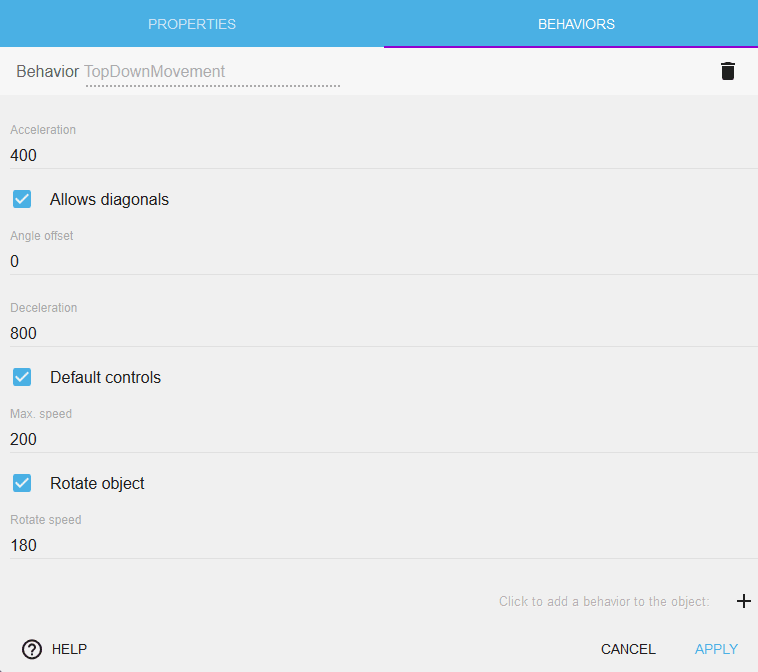 PROPERTIES BEHAVIORS
Behavior TopDownMovement
Acceleration
400
Allows diagonals
Angle offset
0
Deceleration
800
Default controls
Max. speed
200
Rotate object
Rotate speed
180
Click to add a behavior to the object:
HELP CANCEL APPLY